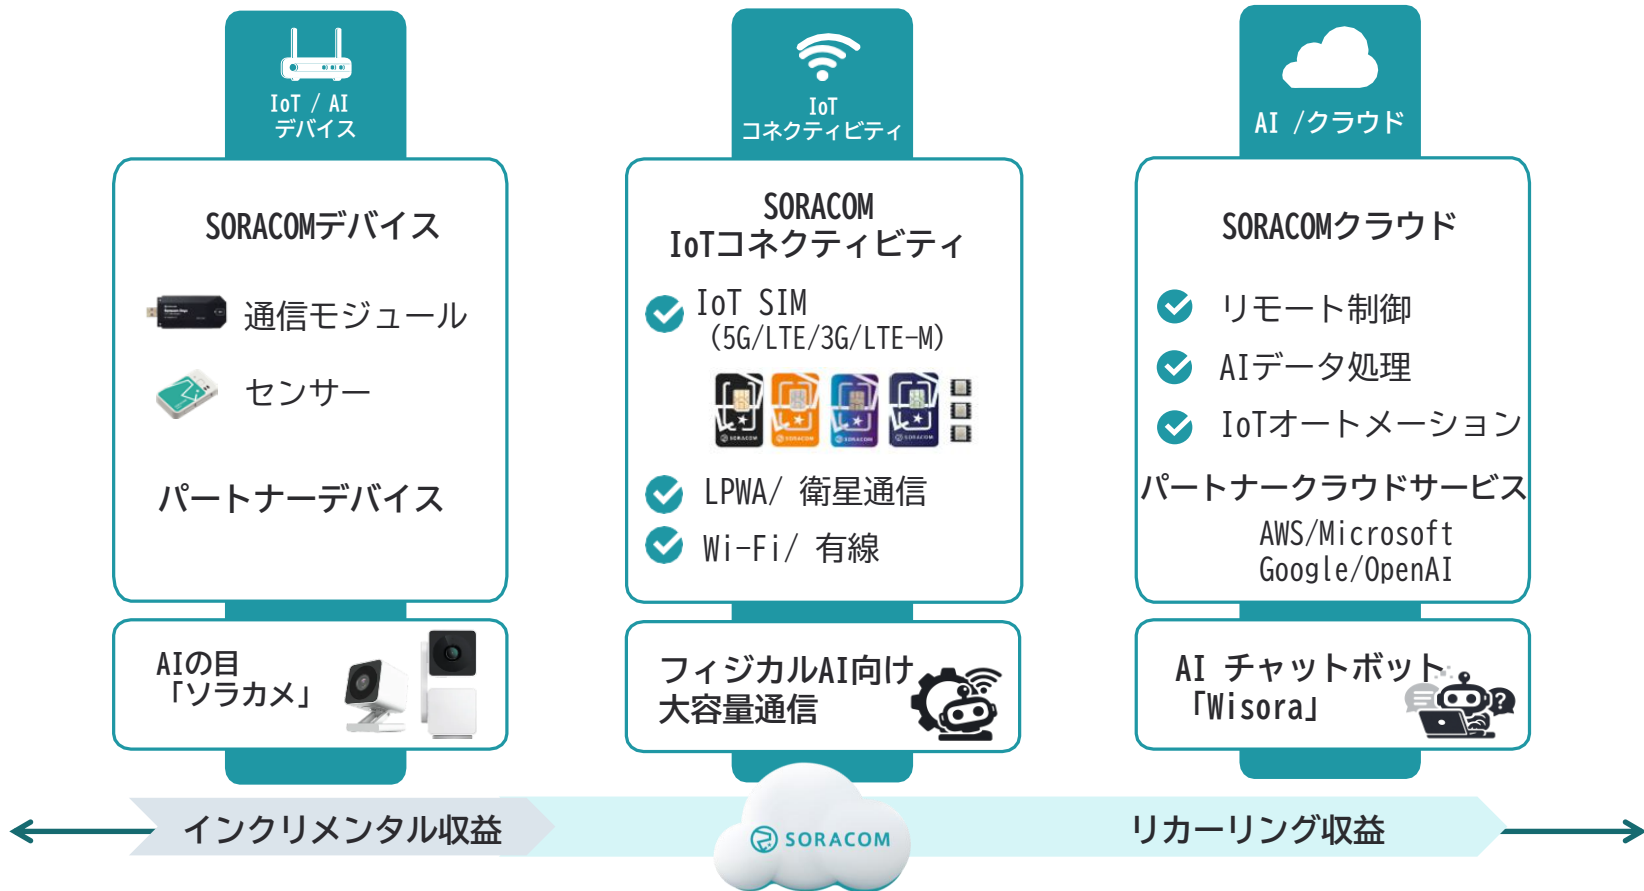 IoT / AI
デバイス
SORACOMデバイス
通信モジュール
センサー
パートナーデバイス
AIの目
「ソラカメ」
IoT
コネクティビティ
SORACOM
IoTコネクティビティ
IoT SIM
(5G/LTE/3G/LTE-M)
SORACOM
SORACOM
SORACOM
SORACOM
LPWA/ 衛星通信
Wi-Fi/ 有線
フィジカルAI向け
大容量通信
AI /クラウド
SORACOMクラウド
リモート制御
AIデータ処理
IoTオートメーション
パートナークラウドサービス
AWS/Microsoft
Google/OpenAI
AI チャットボット
「Wisora」
?
インクリメンタル収益
SORACOM
リカーリング収益